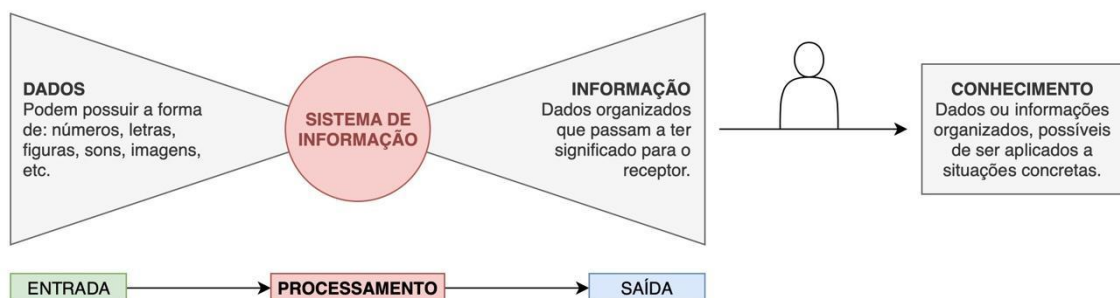 DADOS
Podem possuir a forma
de: números, letras,
figuras, sons, imagens,
etc.
SISTEMA DE
INFORMAÇÃO
INFORMAÇÃO
Dados organizados
que passam a ter
significado para o
receptor.
CONHECIMENTO
Dados ou informações
organizados, possíveis
de ser aplicados a
situações concretas.
ENTRADA
PROCESSAMENTO
SAÍDA